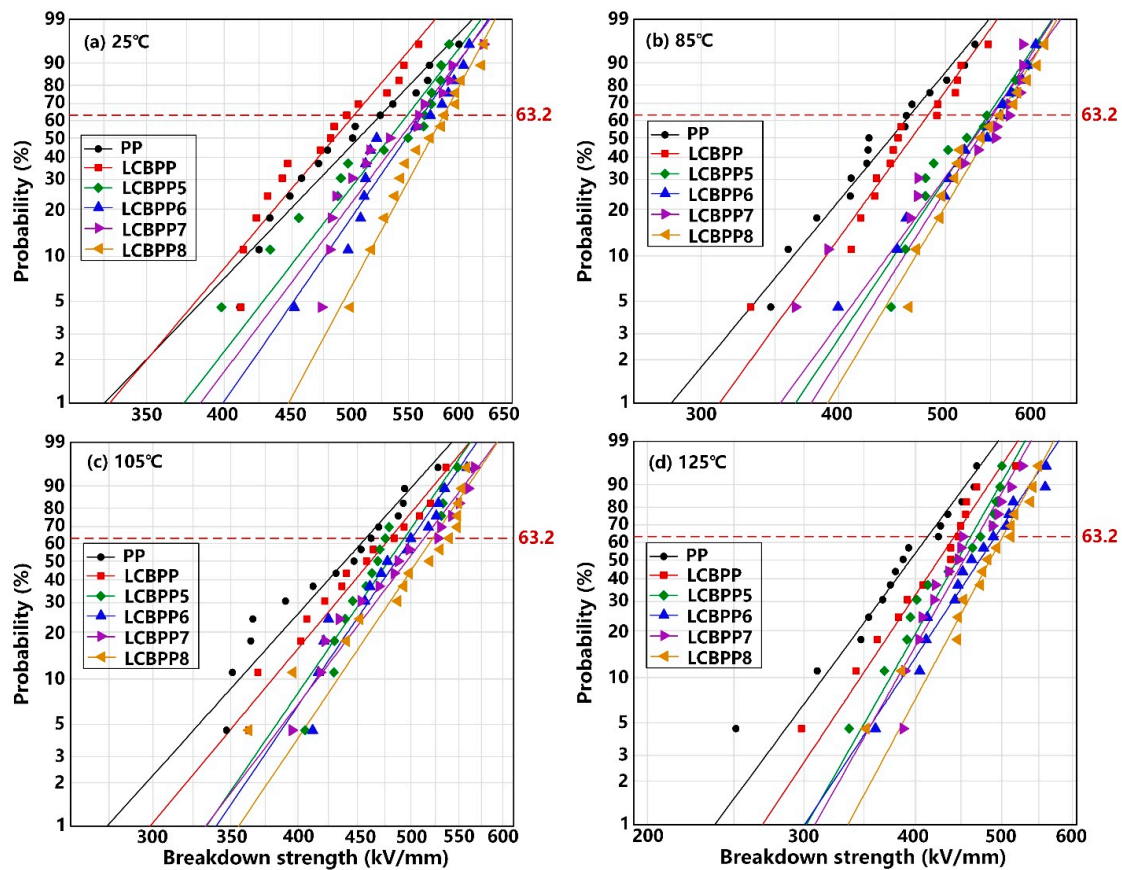 (a) 25℃
99
90
80
70
60
50
40
30
20
10
5
3
2
1
Probability (%)
PP
LCBPP
LCBPP5
LCBPP6
LCBPP7
LCBPP8
63.2
350 400 450 500 550 600 650
(b) 85℃
99
90
80
70
60
50
40
30
20
10
5
3
2
1
Probability (%)
PP
LCBPP
LCBPP5
LCBPP6
LCBPP7
LCBPP8
63.2
300 400 500 600
(c) 105℃
99
90
80
70
60
50
40
30
20
10
5
3
2
1
Probability (%)
PP
LCBPP
LCBPP5
LCBPP6
LCBPP7
LCBPP8
63.2
300 350 400 450 500 550 600
Breakdown strength (kV/mm)
(d) 125℃
99
90
80
70
60
50
40
30
20
10
5
3
2
1
Probability (%)
PP
LCBPP
LCBPP5
LCBPP6
LCBPP7
LCBPP8
63.2
200 300 400 500 600
Breakdown strength (kV/mm)